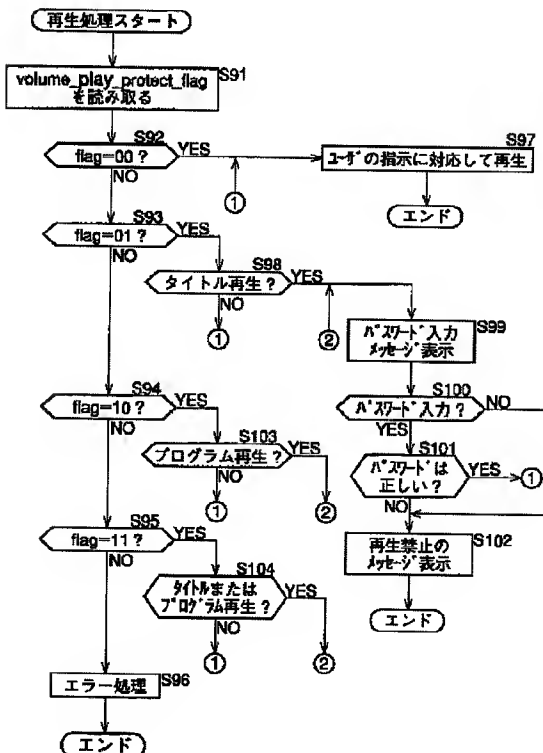 再生処理スタート
S91
volume_play_protect_flag
を読み取る
S92
flag=00 ?
YES
NO
①
S97
ユーザの指示に対応して再生
エンド
S93
flag=01 ?
YES
NO
S98
タイトル再生 ?
YES
NO
①
②
S99
パスワード入力
メッセージ表示
S100
パスワード入力 ?
NO
YES
S101
パスワードは
正しい ?
YES
①
NO
S102
再生禁止の
メッセージ表示
エンド
S94
flag=10 ?
YES
NO
S103
プログラム再生 ?
YES
NO
①
②
S95
flag=11 ?
YES
NO
S104
タイトルまたは
プログラム再生 ?
YES
NO
①
②
S96
エラー処理
エンド